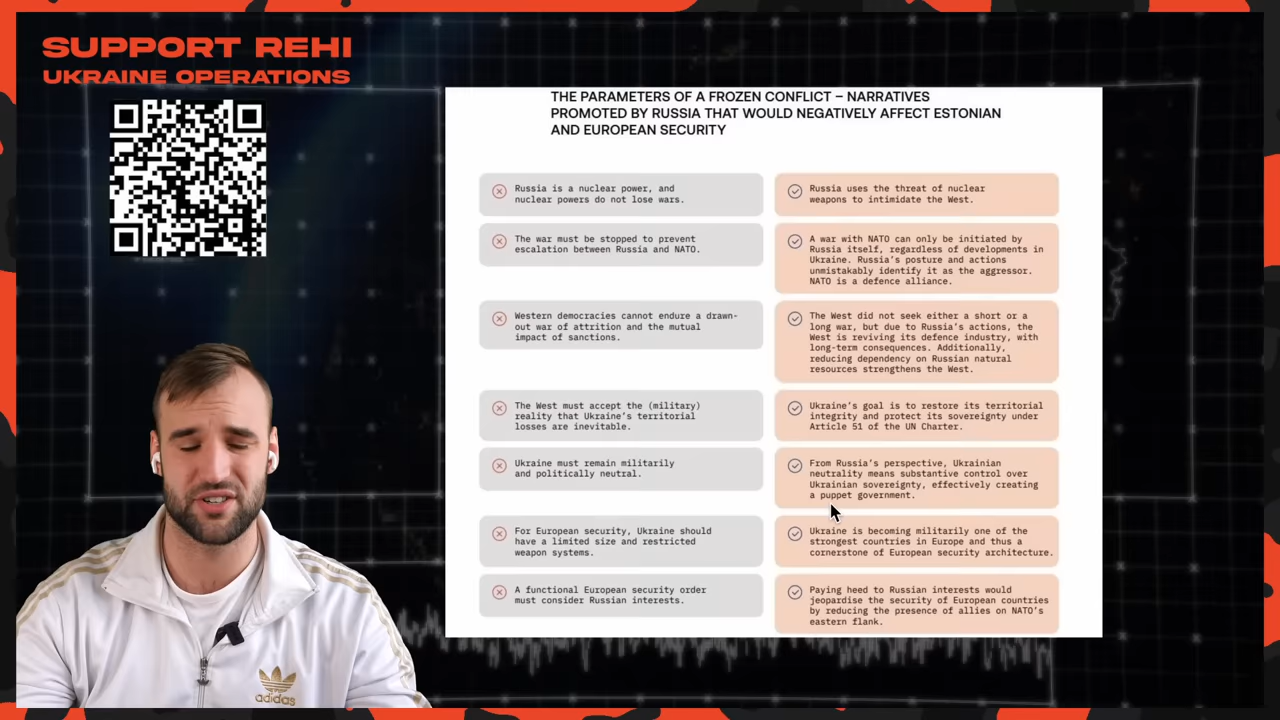 SUPPORT REHI
UKRAINE OPERATIONS
THE PARAMETERS OF A FROZEN CONFLICT – NARRATIVES
PROMOTED BY RUSSIA THAT WOULD NEGATIVELY AFFECT ESTONIAN
AND EUROPEAN SECURITY
Russia is a nuclear power, and
nuclear powers do not lose wars.
Russia uses the threat of nuclear
weapons to intimidate the West.
The war must be stopped to prevent
escalation between Russia and NATO.
A war with NATO can only be initiated by
Russia itself, regardless of developments in
Ukraine. Russia's posture and actions
unmistakably identify it as the aggressor.
NATO is a defence alliance.
Western democracies cannot endure a drawn-
out war of attrition and the mutual
impact of sanctions.
The West did not seek either a short or a
long war, but due to Russia's actions, the
West is reviving its defence industry, with
long-term consequences. Additionally,
reducing dependency on Russian natural
resources strengthens the West.
The West must accept the (military)
reality that Ukraine's territorial
losses are inevitable.
Ukraine's goal is to restore its territorial
integrity and protect its sovereignty under
Article 51 of the UN Charter.
Ukraine must remain militarily
and politically neutral.
From Russia's perspective, Ukrainian
neutrality means substantive control over
Ukrainian sovereignty, effectively creating
a puppet government.
For European security, Ukraine should
have a limited size and restricted
weapon systems.
Ukraine is becoming militarily one of the
strongest countries in Europe and thus a
cornerstone of European security architecture.
A functional European security order
must consider Russian interests.
Paying heed to Russian interests would
jeopardise the security of European countries
by reducing the presence of allies on NATO's
eastern flank.
adidas